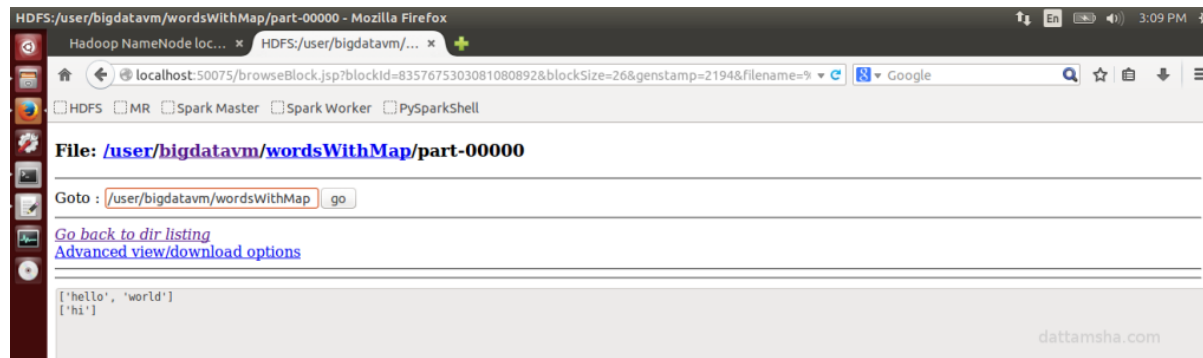 HDFS:/user/bigdatavm/wordsWithMap/part-00000 - Mozilla Firefox
En 3:09 PM
Hadoop NameNode loc... × HDFS:/user/bigdatavm/... ×
localhost:50075/browseBlock.jsp?blockId=8357675303081080892&blockSize=26&genstamp=2194&filename=% Google
HDFS MR Spark Master Spark Worker PySparkShell
File: /user/bigdatavm/wordsWithMap/part-00000
Goto : /user/bigdatavm/wordsWithMap go
Go back to dir listing
Advanced view/download options
['hello', 'world']
['hi']
dattamsha.com